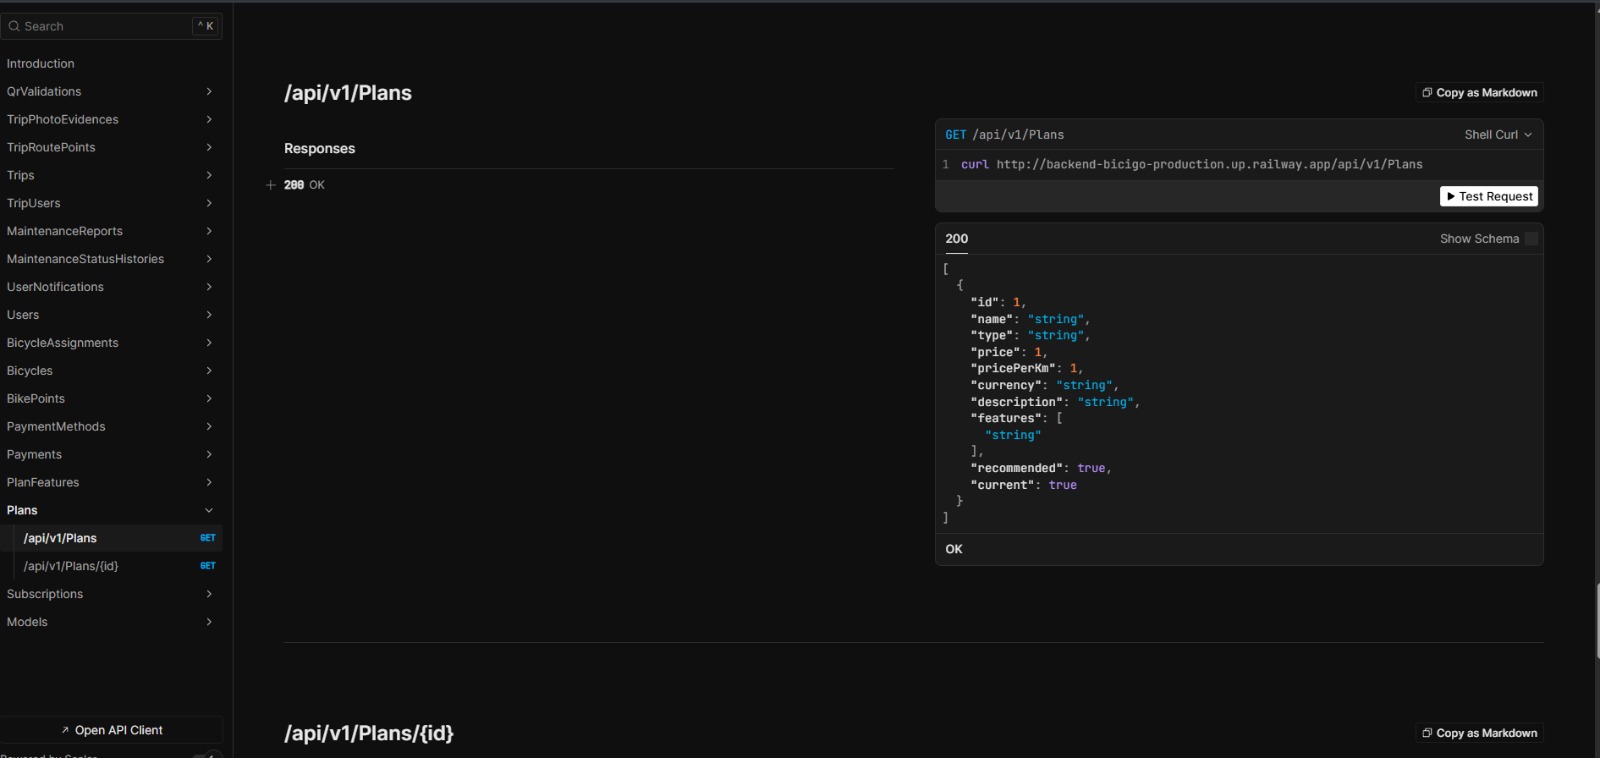 Search ^ K
Introduction
QrValidations
TripPhotoEvidences
TripRoutePoints
Trips
TripUsers
MaintenanceReports
MaintenanceStatusHistories
UserNotifications
Users
BicycleAssignments
Bicycles
BikePoints
PaymentMethods
Payments
PlanFeatures
Plans
/api/v1/Plans GET
/api/v1/Plans/{id} GET
Subscriptions
Models
Open API Client
Powered by Scalar
/api/v1/Plans
Copy as Markdown
Responses
200 OK
GET /api/v1/Plans Shell Curl
1 curl http://backend-bicigo-production.up.railway.app/api/v1/Plans
Test Request
200 Show Schema
[
{
"id": 1,
"name": "string",
"type": "string",
"price": 1,
"pricePerKm": 1,
"currency": "string",
"description": "string",
"features": [
"string"
],
"recommended": true,
"current": true
}
]
OK
/api/v1/Plans/{id}
Copy as Markdown